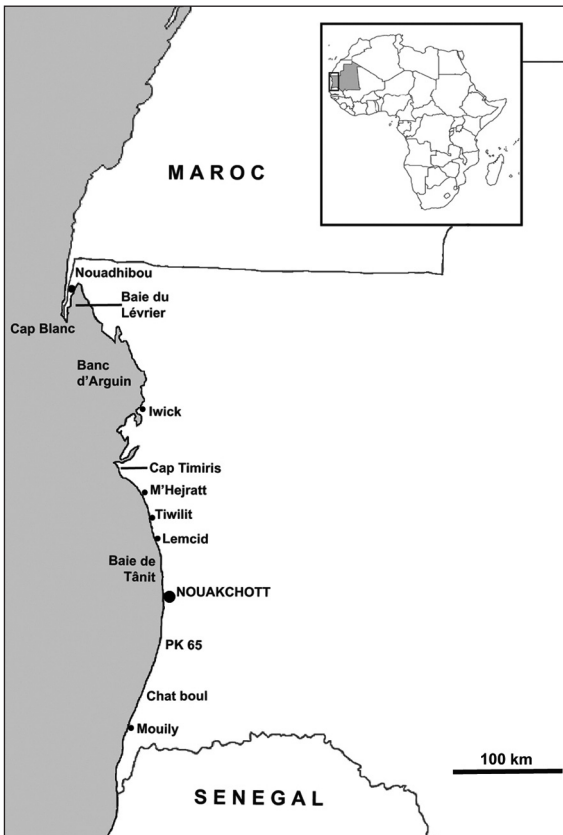 MAROC
Nouadhibou
Baie du
Lévrier
Cap Blanc
Banc
d'Arguin
Iwick
Cap Timiris
M'Hejratt
Tiwilit
Lemcid
Baie de
Tânit
NOUAKCHOTT
PK 65
Chat boul
Mouily
100 km
SENEGAL